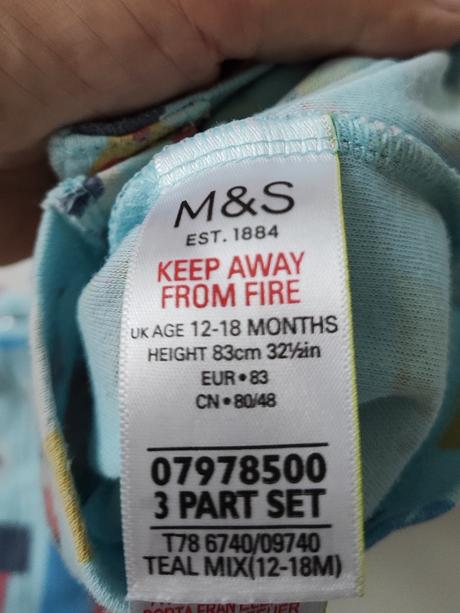 M&S
EST. 1884
KEEP AWAY
FROM FIRE
UK AGE 12-18 MONTHS
HEIGHT 83cm 32½in
EUR•83
CN•80/48
07978500
3 PART SET
T78 6740/09740
TEAL MIX(12-18M)